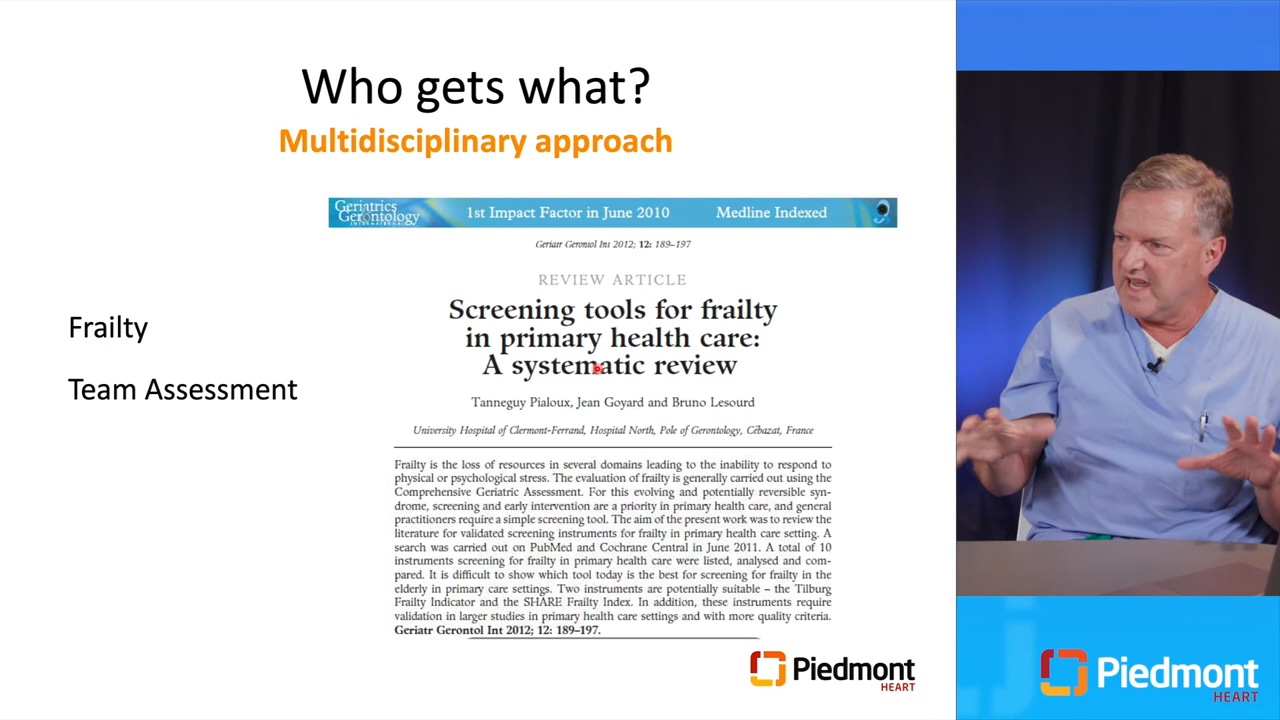 Who gets what?
Multidisciplinary approach
Geriatrics
Gerontology
INTERNATIONAL
1st Impact Factor in June 2010
Medline Indexed
Geriatr Gerontol Int 2012; 12: 189–197
REVIEW ARTICLE
Screening tools for frailty
in primary health care:
A systematic review
Frailty
Team Assessment
Tanneguy Pialoux, Jean Goyard and Bruno Lesourd
University Hospital of Clermont-Ferrand, Hospital North, Pole of Gerontology, Cébazat, France
Frailty is the loss of resources in several domains leading to the inability to respond to
physical or psychological stress. The evaluation of frailty is generally carried out using the
Comprehensive Geriatric Assessment. For this evolving and potentially reversible syn-
drome, screening and early intervention are a priority in primary health care, and general
practitioners require a simple screening tool. The aim of the present work was to review the
literature for validated screening instruments for frailty in primary health care setting. A
search was carried out on PubMed and Cochrane Central in June 2011. A total of 10
instruments screening for frailty in primary health care were listed, analysed and com-
pared. It is difficult to show which tool today is the best for screening for frailty in the
elderly in primary care settings. Two instruments are potentially suitable – the Tilburg
Frailty Indicator and the SHARE Frailty Index. In addition, these instruments require
validation in larger studies in primary health care settings and with more quality criteria.
Geriatr Gerontol Int 2012; 12: 189–197.
Piedmont
HEART
Piedmont
HEART